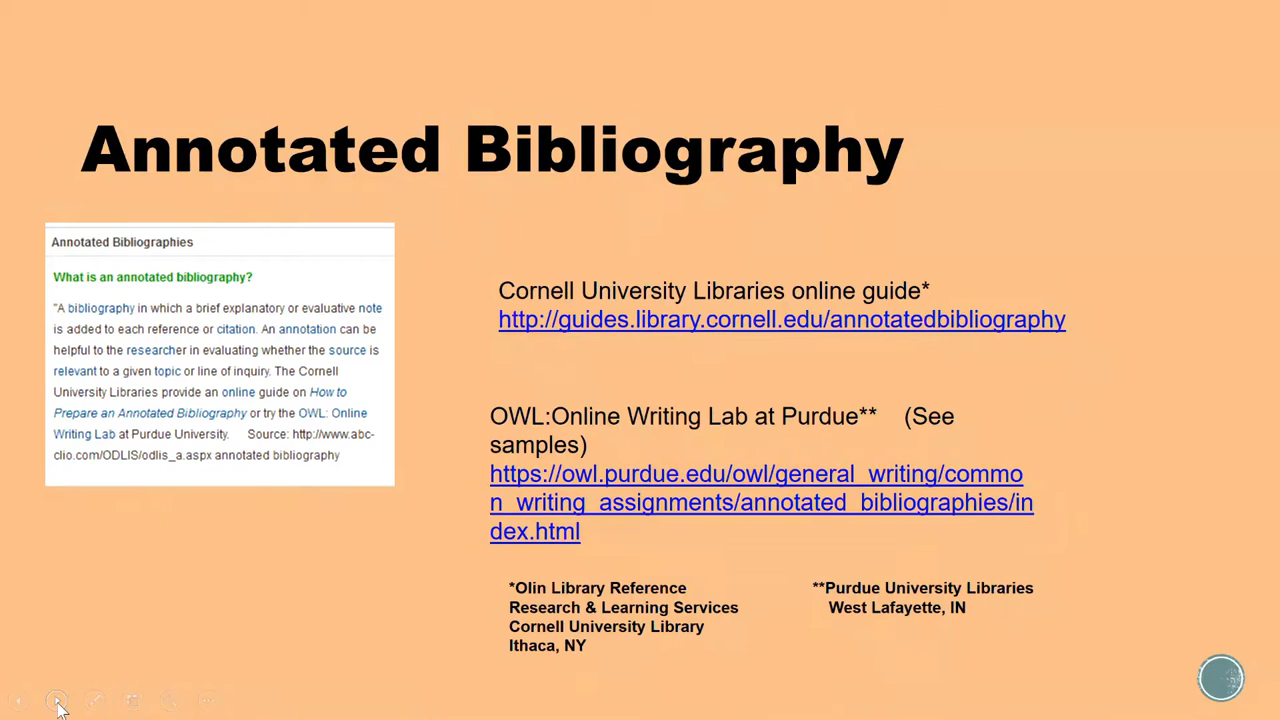 Annotated Bibliography
Annotated Bibliographies
What is an annotated bibliography?
"A bibliography in which a brief explanatory or evaluative note
is added to each reference or citation. An annotation can be
helpful to the researcher in evaluating whether the source is
relevant to a given topic or line of inquiry. The Cornell
University Libraries provide an online guide on How to
Prepare an Annotated Bibliography or try the OWL: Online
Writing Lab at Purdue University. Source: http://www.abc-
clio.com/ODLIS/odlis_a.aspx annotated bibliography
Cornell University Libraries online guide*
http://guides.library.cornell.edu/annotatedbibliography
OWL:Online Writing Lab at Purdue** (See
samples)
https://owl.purdue.edu/owl/general_writing/commo
n_writing_assignments/annotated_bibliographies/in
dex.html
*Olin Library Reference
Research & Learning Services
Cornell University Library
Ithaca, NY
**Purdue University Libraries
West Lafayette, IN